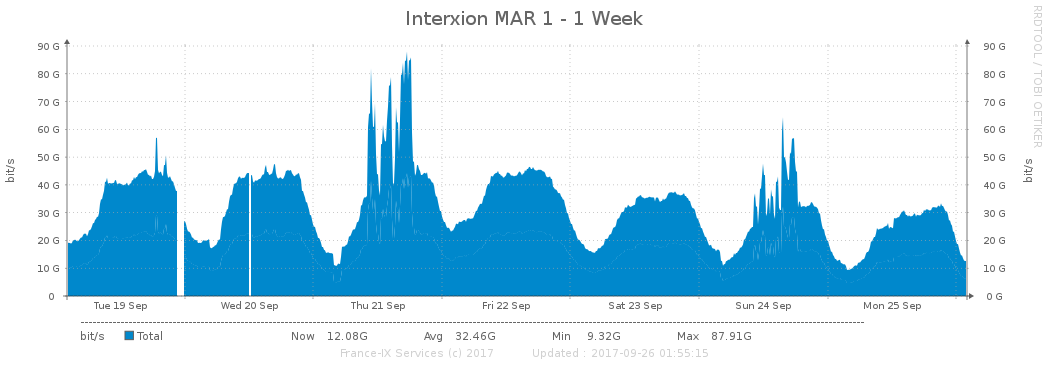 Interxion MAR 1 - 1 Week
RRDTOOL / TOBI OETIKER
bit/s
90 G 90 G
80 G 80 G
70 G 70 G
60 G 60 G
50 G 50 G
40 G 40 G
30 G 30 G
20 G 20 G
10 G 10 G
0 0 G
bit/s
Tue 19 Sep Wed 20 Sep Thu 21 Sep Fri 22 Sep Sat 23 Sep Sun 24 Sep Mon 25 Sep
bit/s Total Now 12.08G Avg 32.46G Min 9.32G Max 87.91G
France-IX Services (c) 2017 Updated : 2017-09-26 01:55:15